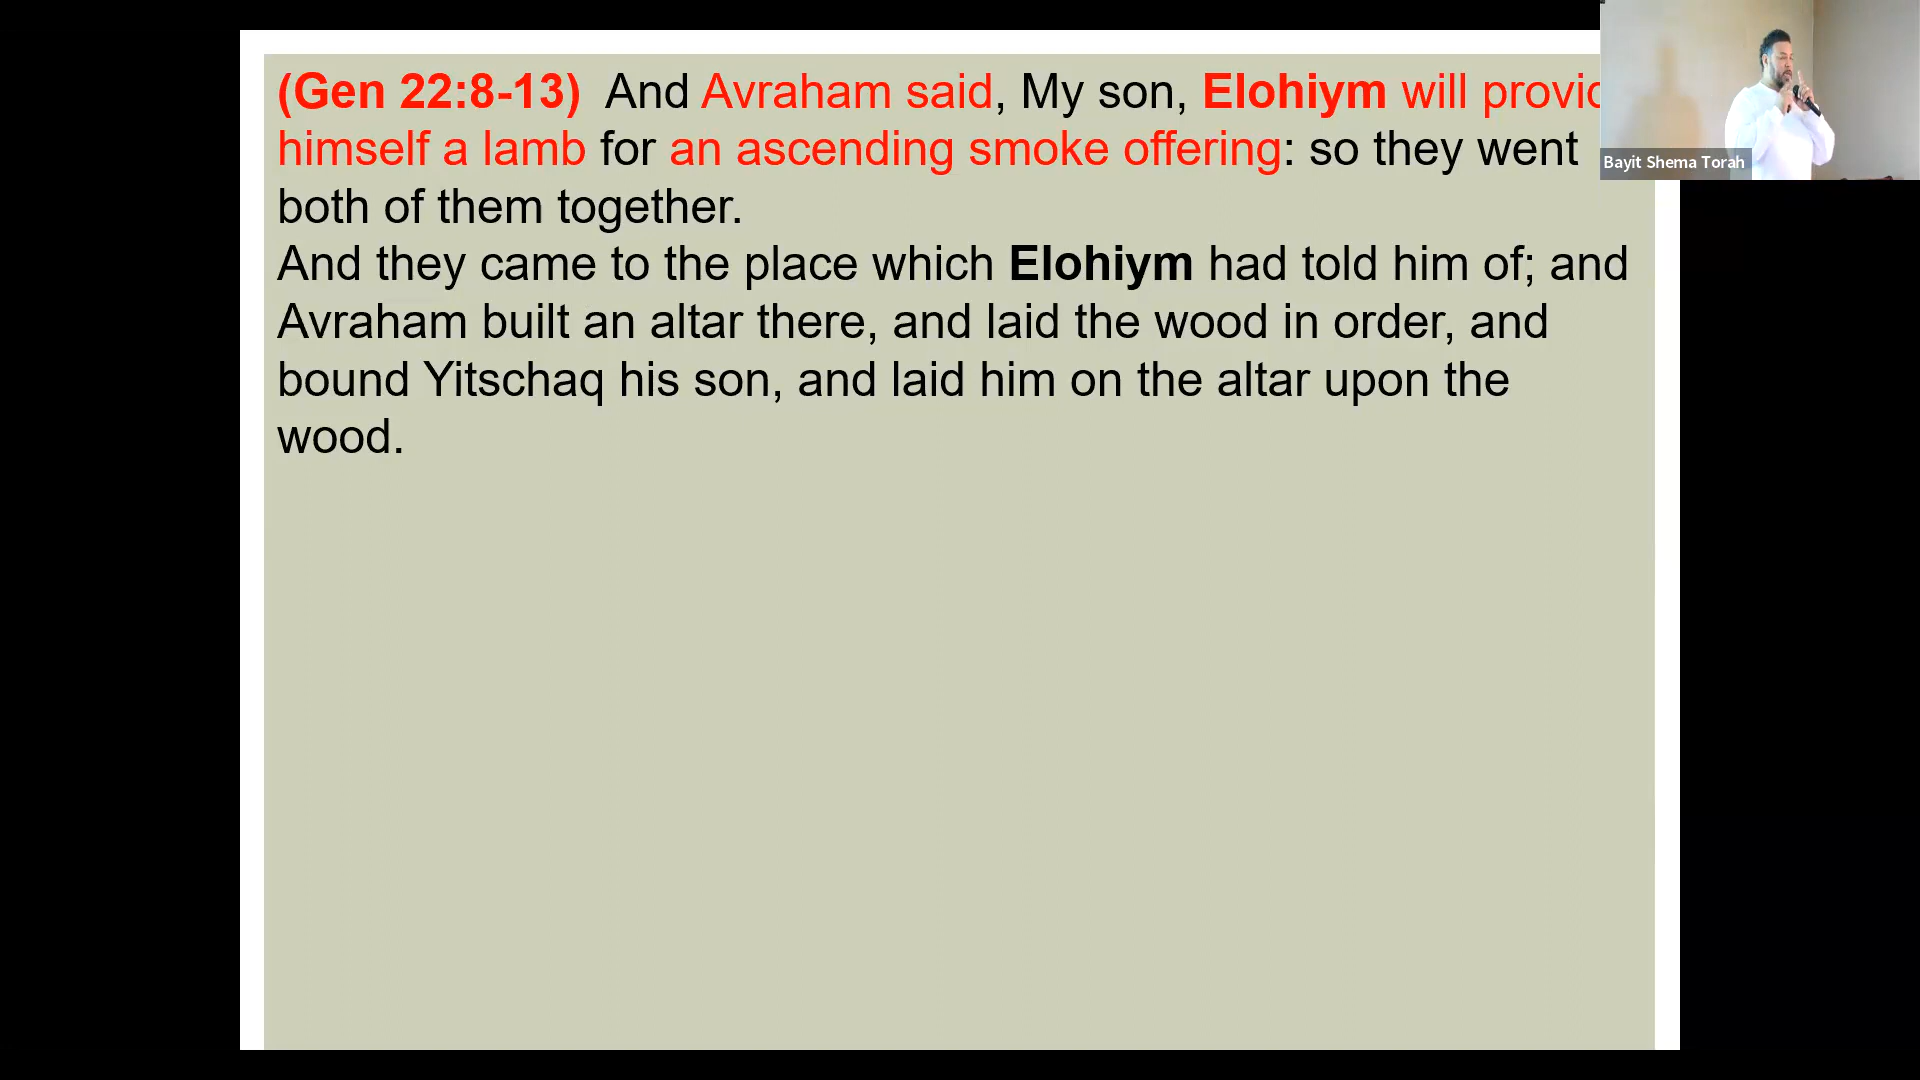 (Gen 22:8-13) And Avraham said, My son, Elohiym will
himself a lamb for an ascending smoke offering: so they went
both of them together.
And they came to the place which Elohiym had told him of; and
Avraham built an altar there, and laid the wood in order, and
bound Yitschaq his son, and laid him on the altar upon the
wood.
Bayit Shema Torah